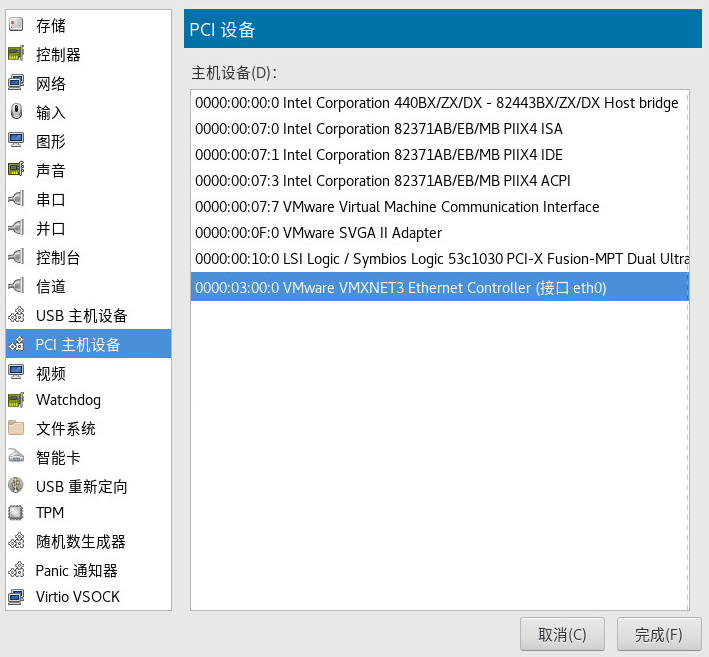 存储
控制器
网络
输入
图形
声音
串口
并口
控制台
信道
USB 主机设备
PCI 主机设备
视频
Watchdog
文件系统
智能卡
USB 重新定向
TPM
随机数生成器
Panic 通知器
Virtio VSOCK
PCI 设备
主机设备(D)：
0000:00:00:0 Intel Corporation 440BX/ZX/DX - 82443BX/ZX/DX Host bridge
0000:00:07:0 Intel Corporation 82371AB/EB/MB PIIX4 ISA
0000:00:07:1 Intel Corporation 82371AB/EB/MB PIIX4 IDE
0000:00:07:3 Intel Corporation 82371AB/EB/MB PIIX4 ACPI
0000:00:07:7 VMware Virtual Machine Communication Interface
0000:00:0F:0 VMware SVGA II Adapter
0000:00:10:0 LSI Logic / Symbios Logic 53c1030 PCI-X Fusion-MPT Dual Ultra
0000:03:00:0 VMware VMXNET3 Ethernet Controller (接口 eth0)
取消(C)
完成(F)